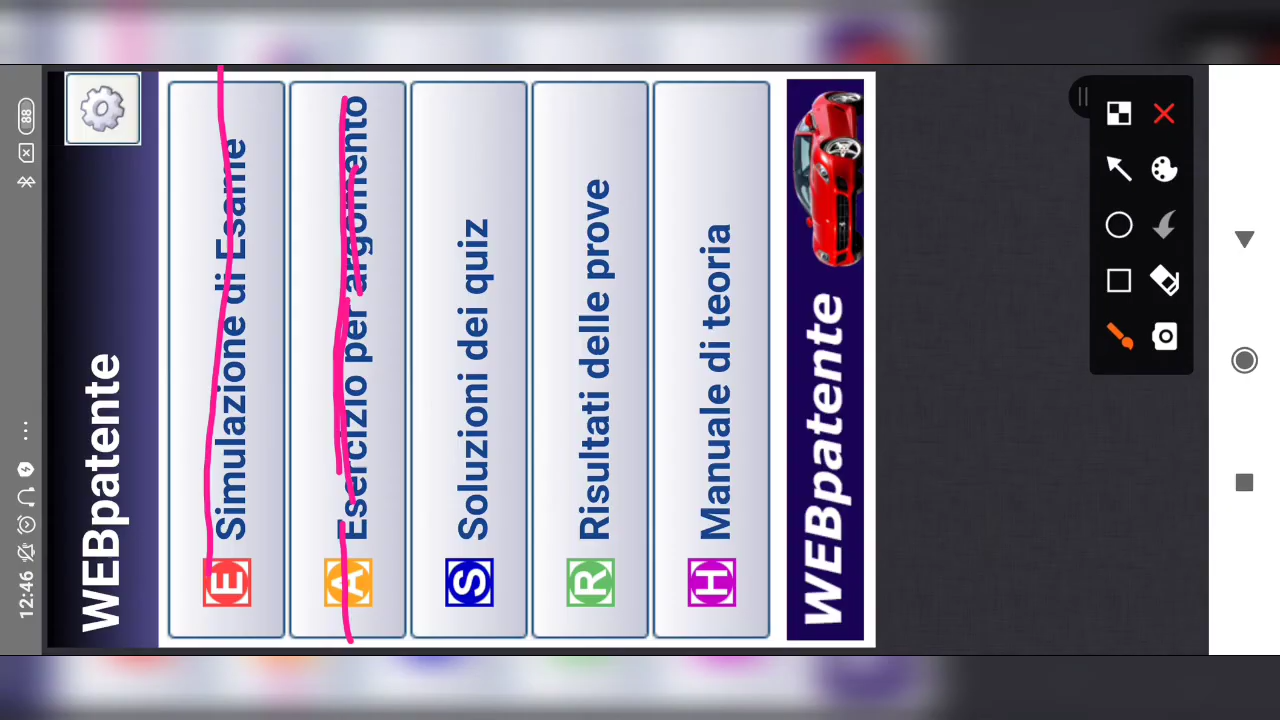 12:46
88
WEBpatente
E Simulazione di Esame
A Esercizio per argomento
S Soluzioni dei quiz
R Risultati delle prove
H Manuale di teoria
WEBpatente